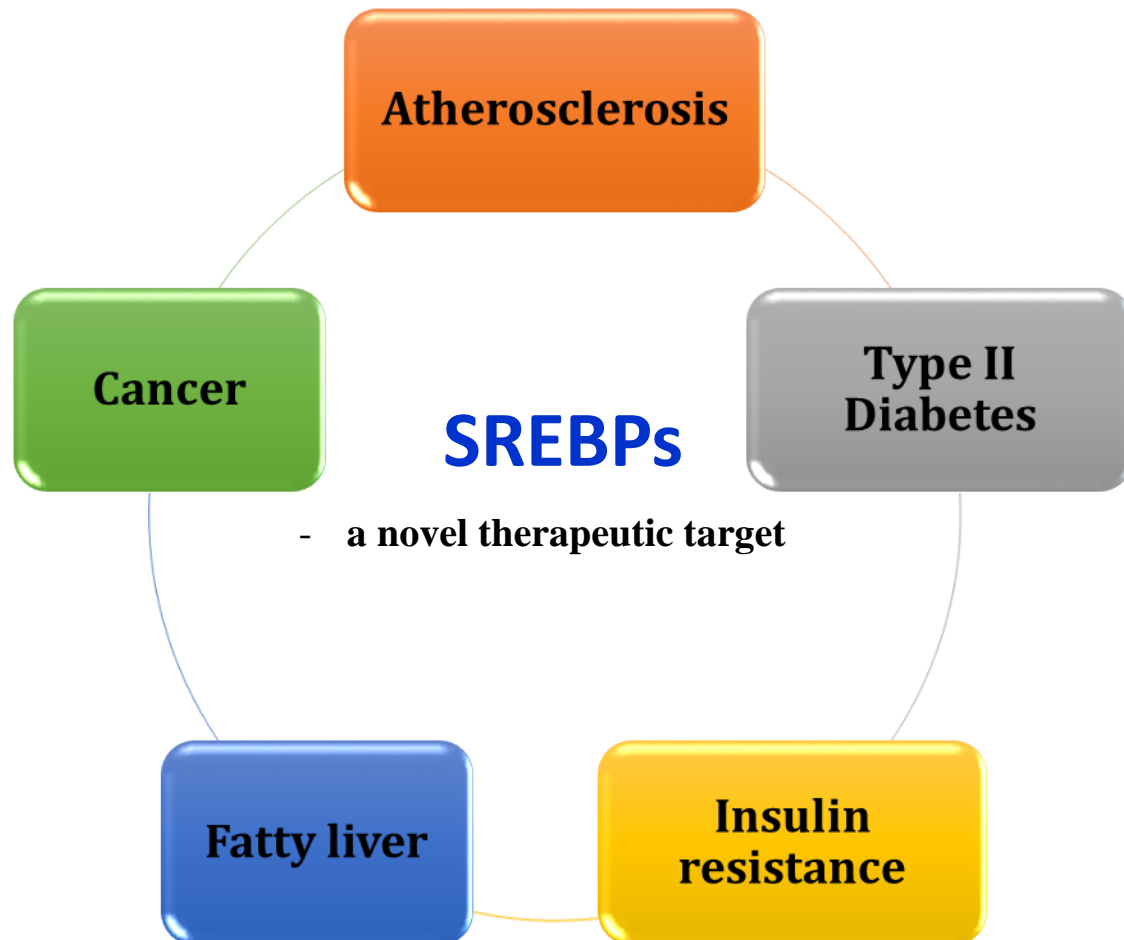 Atherosclerosis
Cancer
Type II
Diabetes
SREBPs
- a novel therapeutic target
Fatty liver
Insulin
resistance